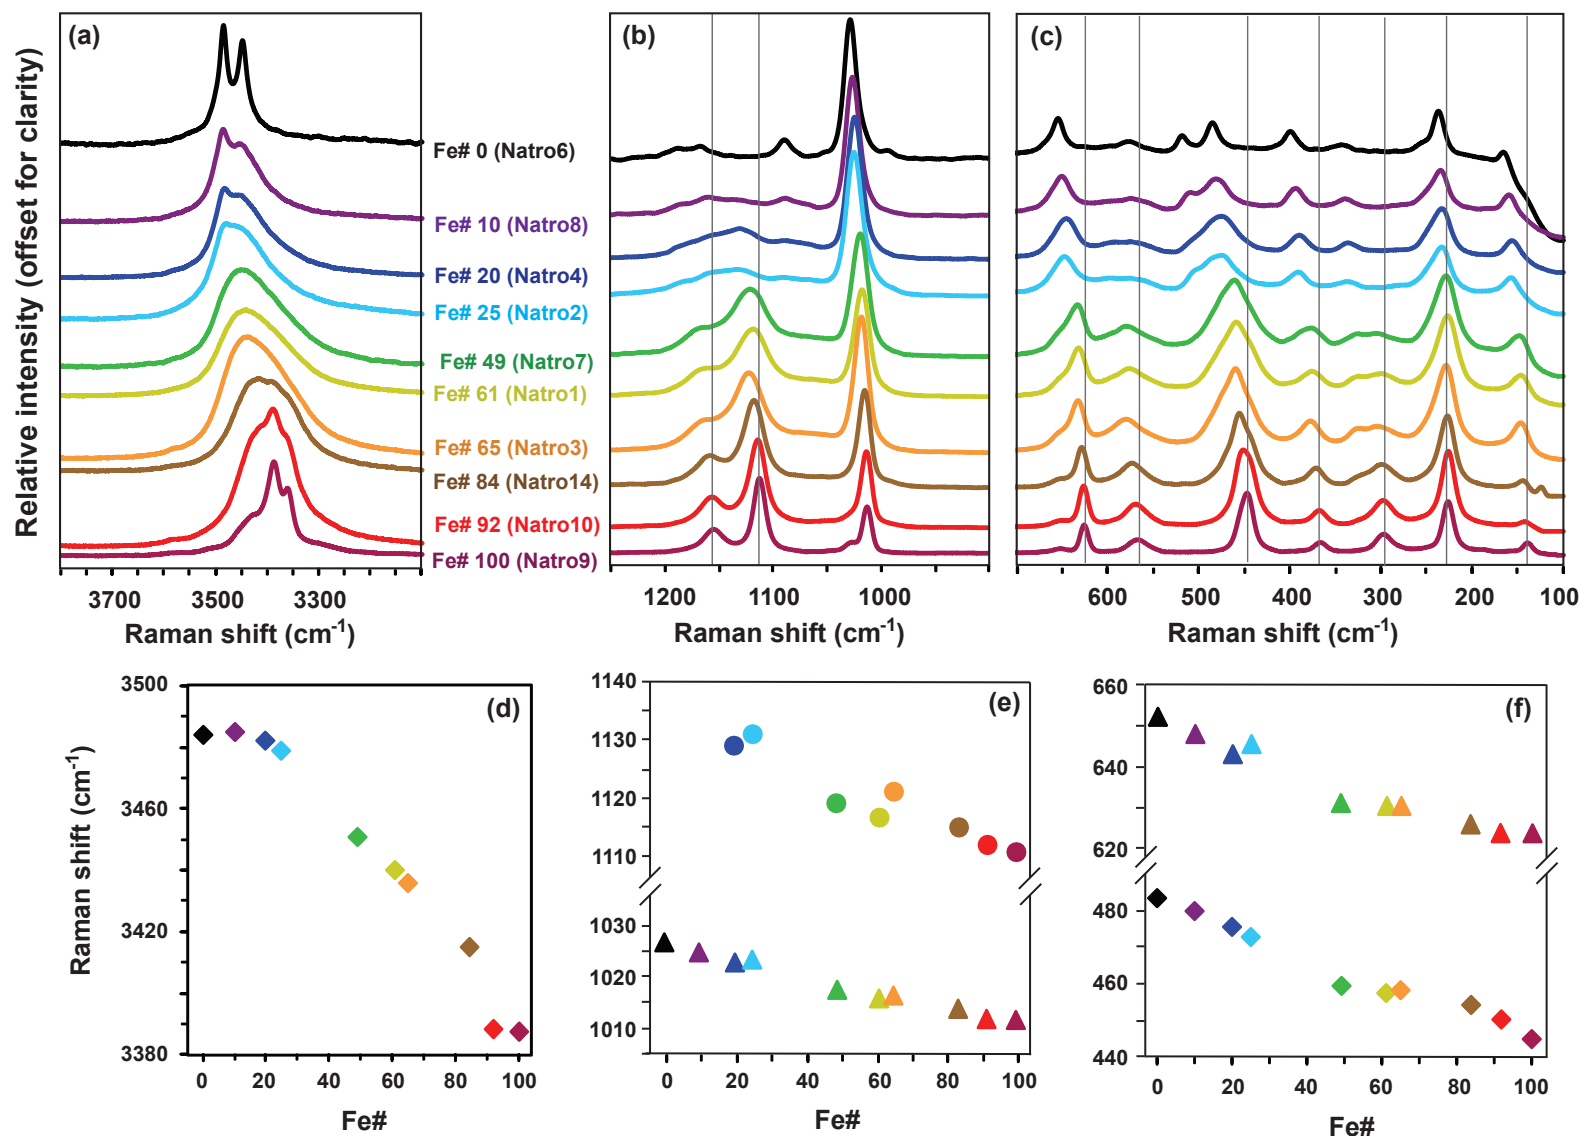 Relative intensity (offset for clarity)
(a)
(b)
(c)
Fe# 0 (Natro6)
Fe# 10 (Natro8)
Fe# 20 (Natro4)
Fe# 25 (Natro2)
Fe# 49 (Natro7)
Fe# 61 (Natro1)
Fe# 65 (Natro3)
Fe# 84 (Natro14)
Fe# 92 (Natro10)
Fe# 100 (Natro9)
3700 3500 3300
1200 1100 1000
600 500 400 300 200 100
Raman shift (cm-1)
Raman shift (cm-1)
Raman shift (cm-1)
Raman shift (cm-1)
(d)
3500
3460
3420
3380
0 20 40 60 80 100
Fe#
(e)
1140
1130
1120
1110
1030
1020
1010
0 20 40 60 80 100
Fe#
(f)
660
640
620
480
460
440
0 20 40 60 80 100
Fe#